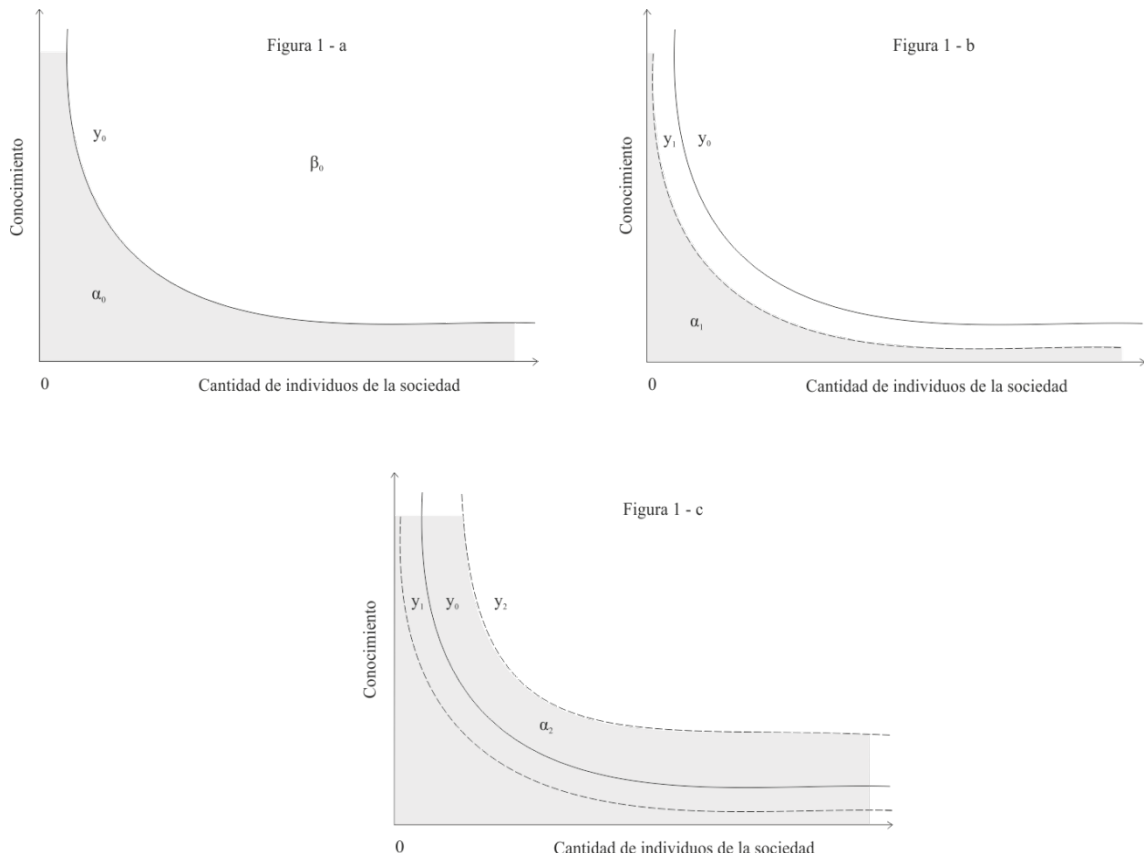 Figura 1 - a
Conocimiento
y₀
β₀
α₀
0
Cantidad de individuos de la sociedad
Figura 1 - b
Conocimiento
y₁
y₀
α₁
0
Cantidad de individuos de la sociedad
Figura 1 - c
Conocimiento
y₁
y₀
y₂
α₂
0
Cantidad de individuos de la sociedad